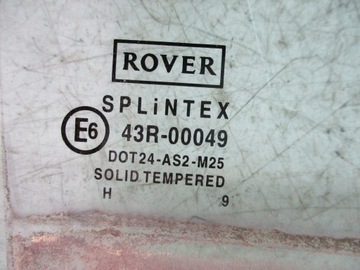 ROVER
SPLiNTEX
E6 43R-00049
DOT24-AS2-M25
SOLID TEMPERED
H 9